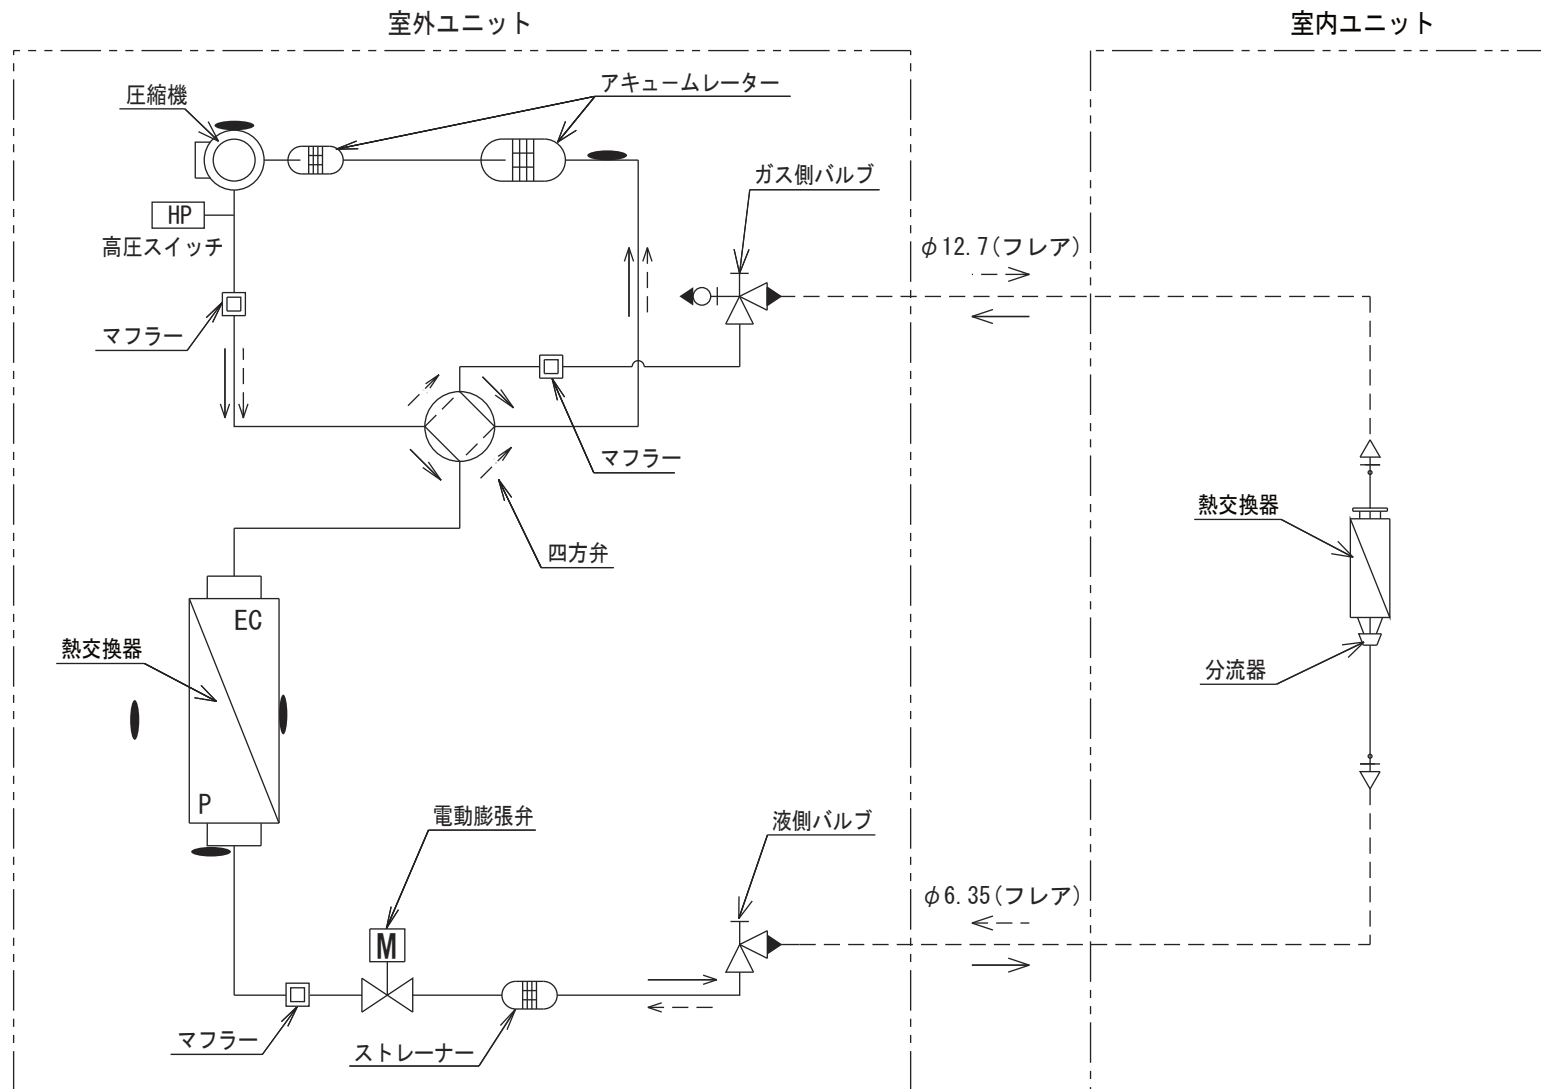 室外ユニット
室内ユニット
圧縮機
アキュームレーター
ガス側バルブ
HP
高圧スイッチ
φ12.7(フレア)
マフラー
マフラー
四方弁
熱交換器
EC
熱交換器
分流器
P
電動膨張弁
液側バルブ
φ6.35(フレア)
M
マフラー
ストレーナー